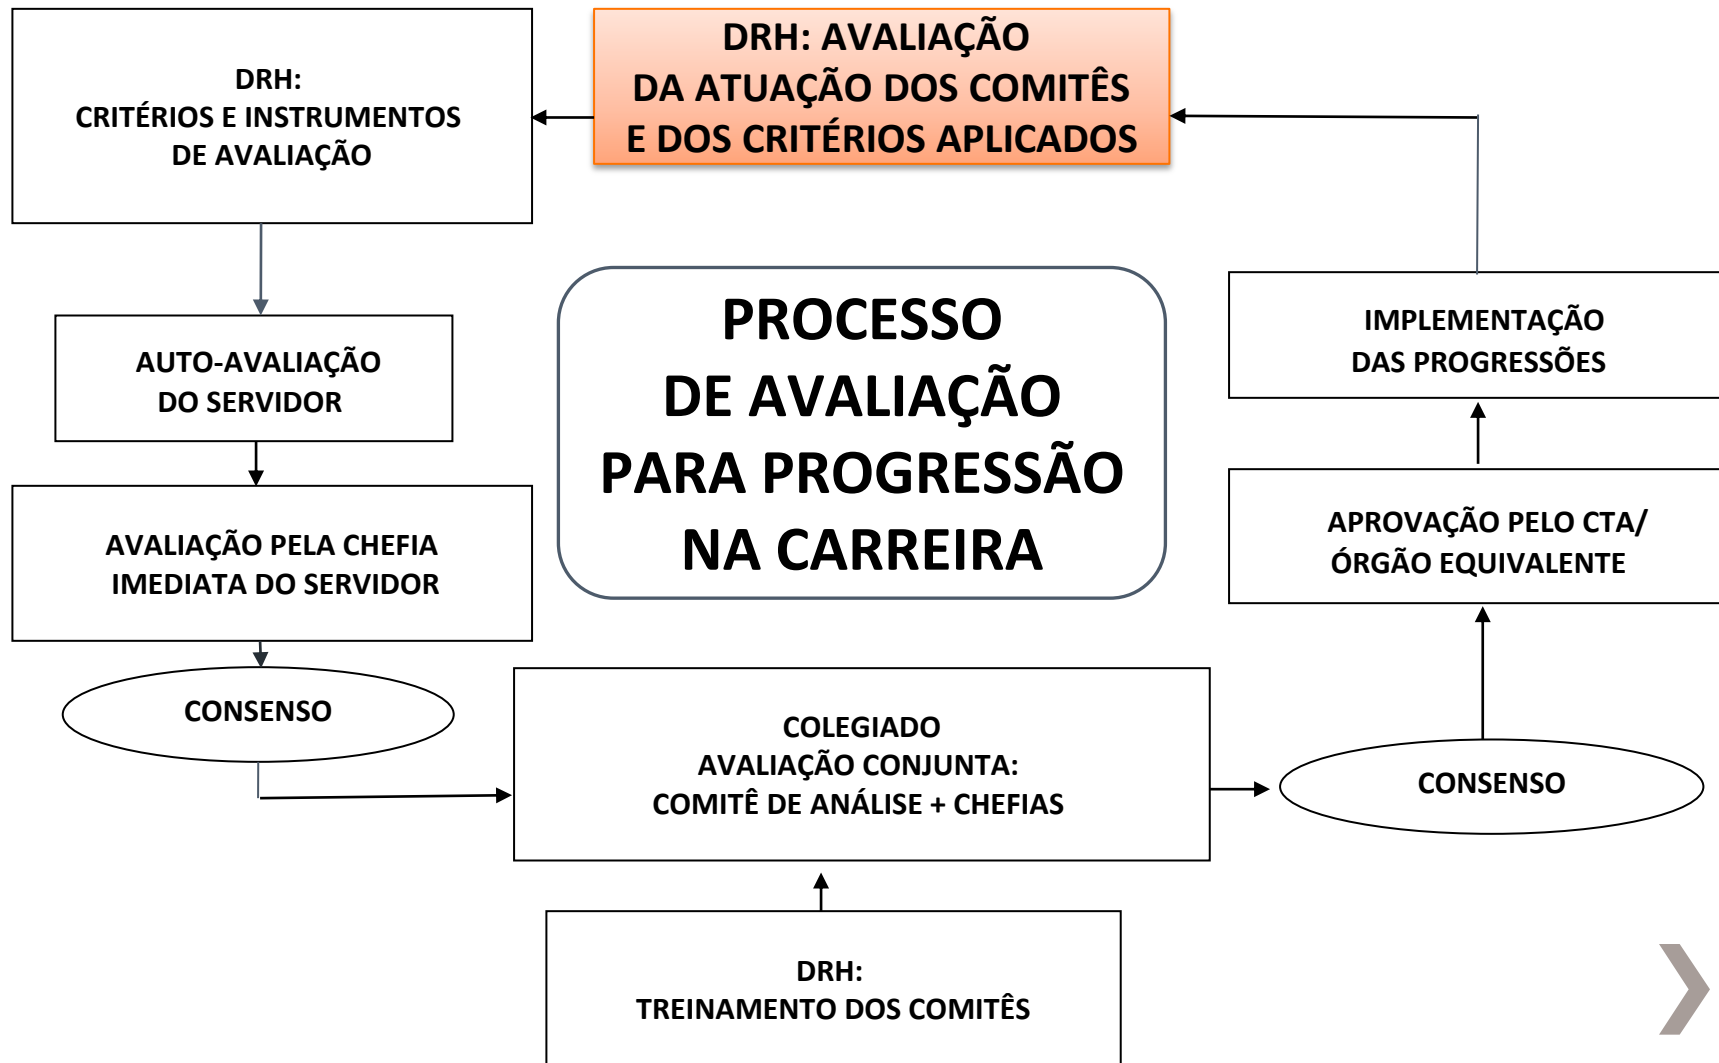 DRH:
CRITÉRIOS E INSTRUMENTOS
DE AVALIAÇÃO
DRH: AVALIAÇÃO
DA ATUAÇÃO DOS COMITÊS
E DOS CRITÉRIOS APLICADOS
AUTO-AVALIAÇÃO
DO SERVIDOR
PROCESSO
DE AVALIAÇÃO
PARA PROGRESSÃO
NA CARREIRA
IMPLEMENTAÇÃO
DAS PROGRESSÕES
AVALIAÇÃO PELA CHEFIA
IMEDIATA DO SERVIDOR
APROVAÇÃO PELO CTA/
ÓRGÃO EQUIVALENTE
CONSENSO
COLEGIADO
AVALIAÇÃO CONJUNTA:
COMITÊ DE ANÁLISE + CHEFIAS
CONSENSO
DRH:
TREINAMENTO DOS COMITÊS